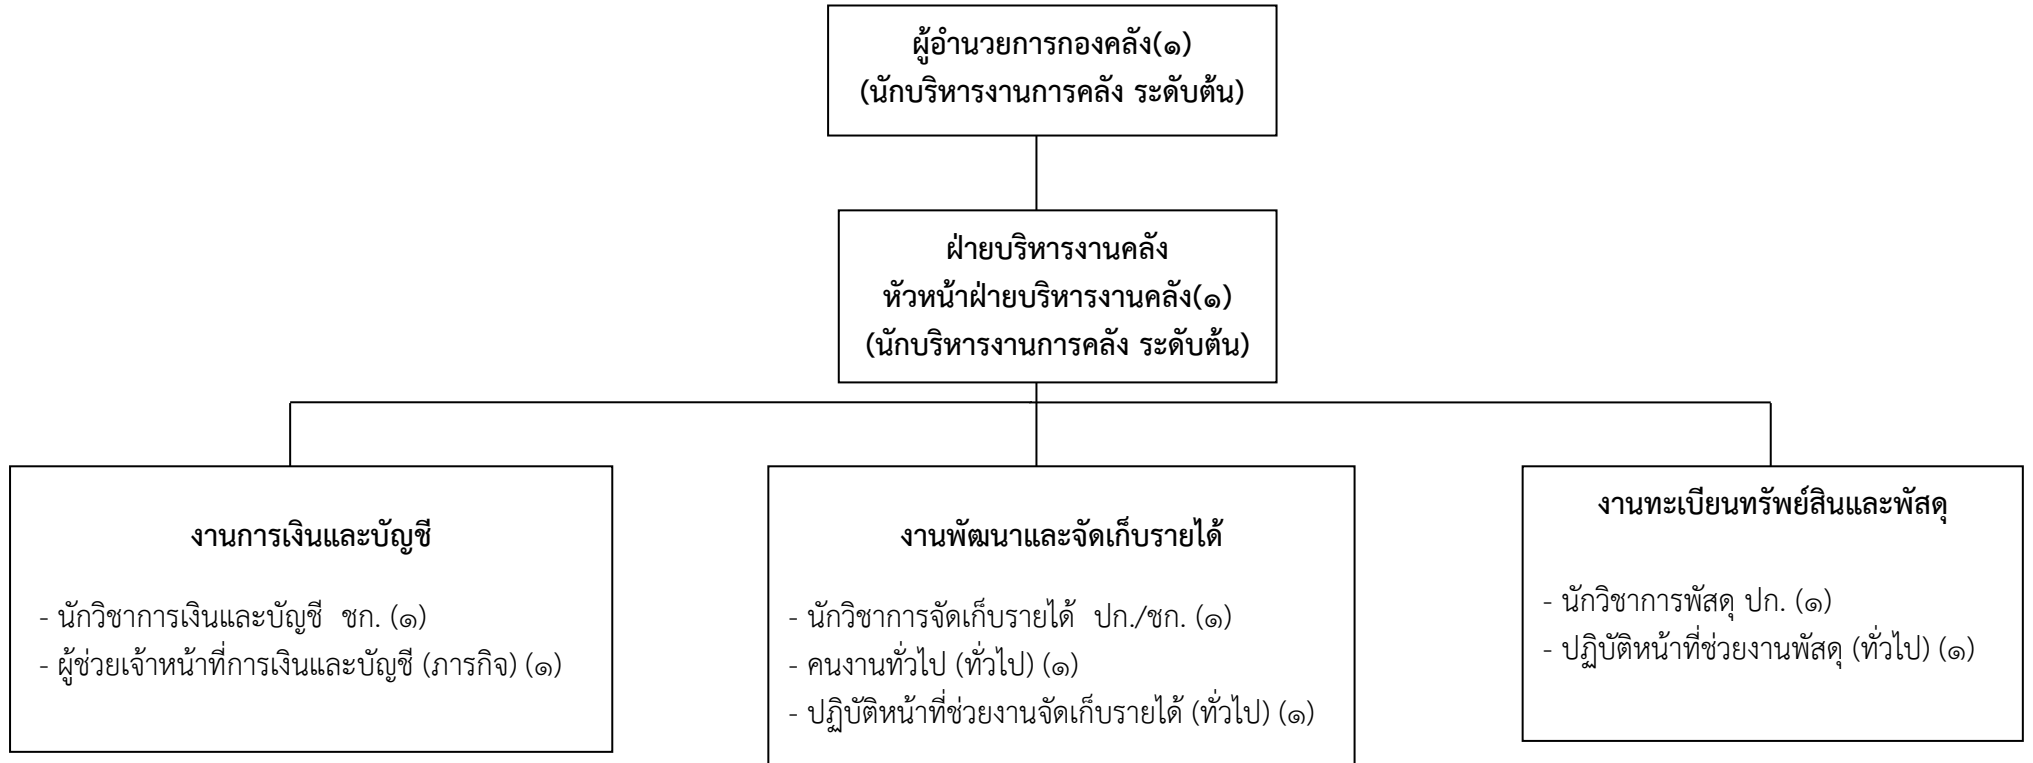 ผู้อำนวยการกองคลัง(๑)
(นักบริหารงานการคลัง ระดับต้น)
ฝ่ายบริหารงานคลัง
หัวหน้าฝ่ายบริหารงานคลัง(๑)
(นักบริหารงานการคลัง ระดับต้น)
งานการเงินและบัญชี
- นักวิชาการเงินและบัญชี ชก. (๑)
- ผู้ช่วยเจ้าหน้าที่การเงินและบัญชี (ภารกิจ) (๑)
งานพัฒนาและจัดเก็บรายได้
- นักวิชาการจัดเก็บรายได้ ปก./ชก. (๑)
- คนงานทั่วไป (ทั่วไป) (๑)
- ปฏิบัติหน้าที่ช่วยงานจัดเก็บรายได้ (ทั่วไป) (๑)
งานทะเบียนทรัพย์สินและพัสดุ
- นักวิชาการพัสดุ ปก. (๑)
- ปฏิบัติหน้าที่ช่วยงานพัสดุ (ทั่วไป) (๑)